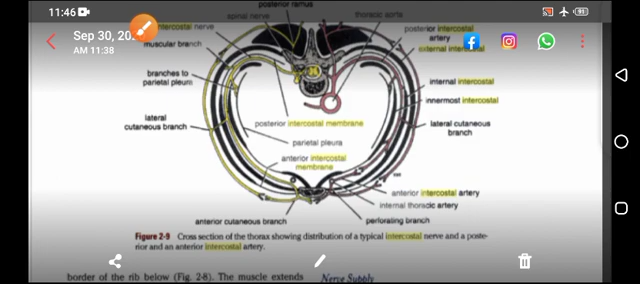 11:46
91
Sep 30, 20
AM 11:38
posterior ramus
intercostal nerve
spinal nerve
thoracic aorta
muscular branch
posterior intercostal
artery
external intercostal
branches to
parietal pleura
internal intercostal
innermost intercostal
lateral
cutaneous branch
posterior intercostal membrane
lateral cutaneous
branch
parietal pleura
anterior intercostal
membrane
anterior intercostal artery
internal thoracic artery
anterior cutaneous branch
perforating branch
Figure 2-9 Cross section of the thorax showing distribution of a typical intercostal nerve and a poste-
rior and an anterior intercostal artery.
border of the rib below (Fig. 2-8). The muscle extends
Nerve Supply